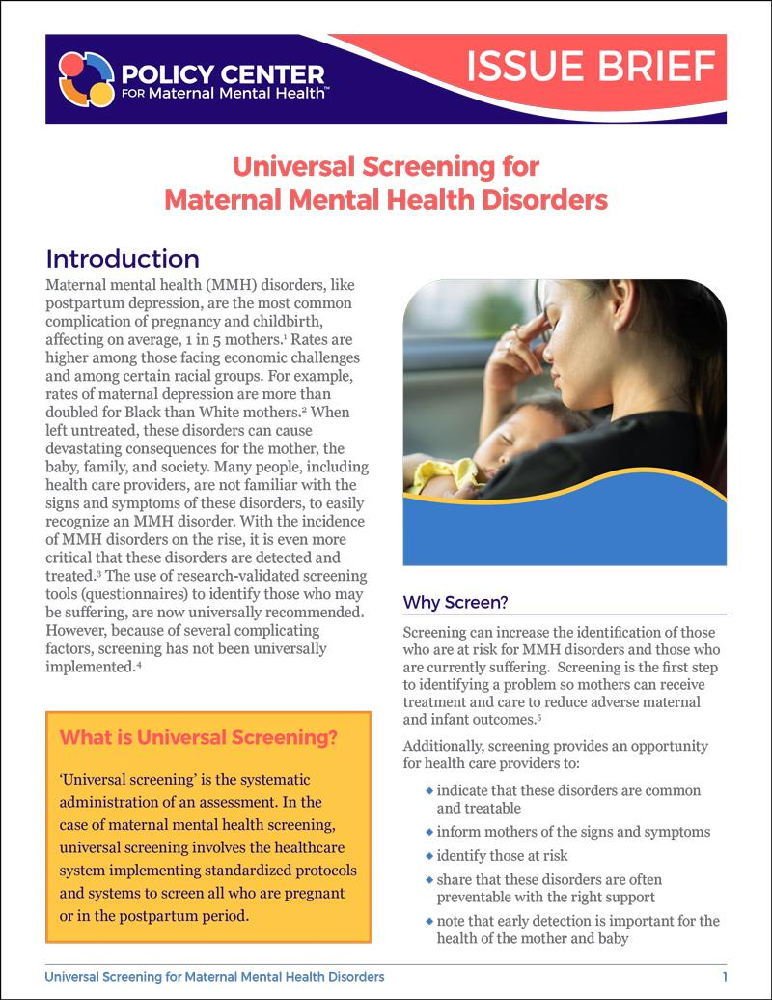 POLICY CENTER
FOR Maternal Mental Health™
ISSUE BRIEF
Universal Screening for
Maternal Mental Health Disorders
Introduction
Maternal mental health (MMH) disorders, like
postpartum depression, are the most common
complication of pregnancy and childbirth,
affecting on average, 1 in 5 mothers.¹ Rates are
higher among those facing economic challenges
and among certain racial groups. For example,
rates of maternal depression are more than
doubled for Black than White mothers.² When
left untreated, these disorders can cause
devastating consequences for the mother, the
baby, family, and society. Many people, including
health care providers, are not familiar with the
signs and symptoms of these disorders, to easily
recognize an MMH disorder. With the incidence
of MMH disorders on the rise, it is even more
critical that these disorders are detected and
treated.³ The use of research-validated screening
tools (questionnaires) to identify those who may
be suffering, are now universally recommended.
However, because of several complicating
factors, screening has not been universally
implemented.⁴
What is Universal Screening?
‘Universal screening’ is the systematic
administration of an assessment. In the
case of maternal mental health screening,
universal screening involves the healthcare
system implementing standardized protocols
and systems to screen all who are pregnant
or in the postpartum period.
Why Screen?
Screening can increase the identification of those
who are at risk for MMH disorders and those who
are currently suffering.  Screening is the first step
to identifying a problem so mothers can receive
treatment and care to reduce adverse maternal
and infant outcomes.⁵
Additionally, screening provides an opportunity
for health care providers to:
◆ indicate that these disorders are common
and treatable
◆ inform mothers of the signs and symptoms
◆ identify those at risk
◆ share that these disorders are often
preventable with the right support
◆ note that early detection is important for the
health of the mother and baby
Universal Screening for Maternal Mental Health Disorders
1